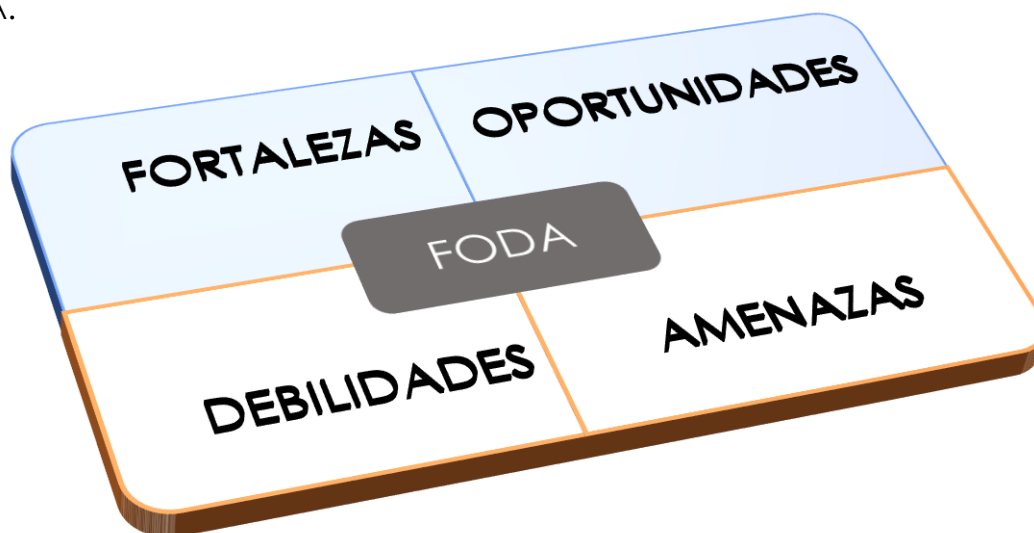 FORTALEZAS
OPORTUNIDADES
FODA
DEBILIDADES
AMENAZAS